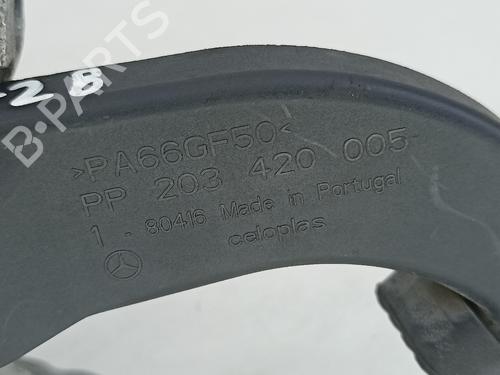 -28
B-PARTS
>PA66GF50<
PP 203 420 005
1 - 80416 Made in Portugal
celoplas